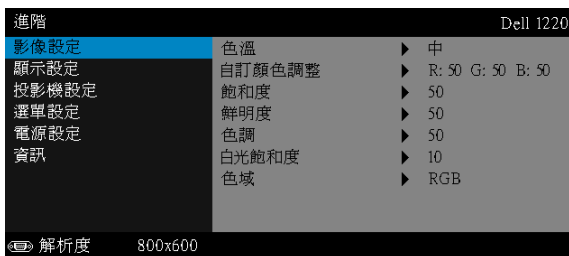 進階 Dell 1220
影像設定
顯示設定
投影機設定
選單設定
電源設定
資訊
色溫 中
自訂顏色調整 R: 50 G: 50 B: 50
飽和度 50
鮮明度 50
色調 50
白光飽和度 10
色域 RGB
解析度 800x600